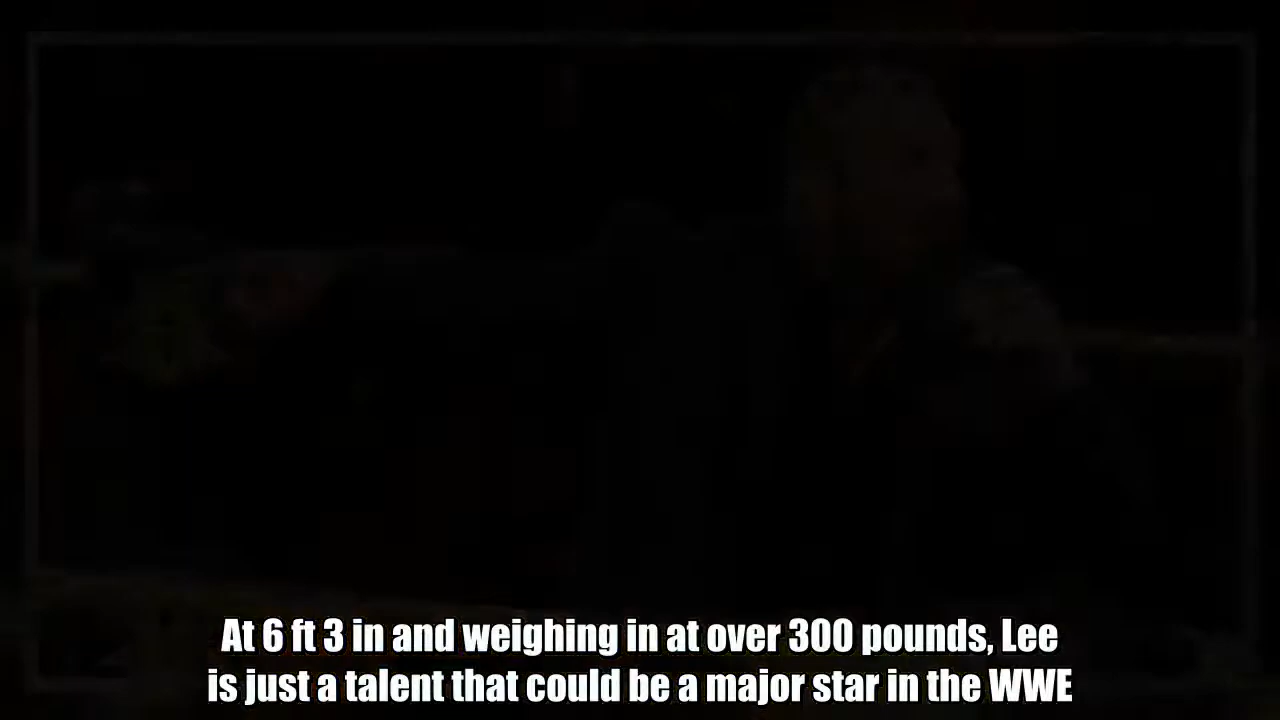 At 6 ft 3 in and weighing in at over 300 pounds, Lee
is just a talent that could be a major star in the WWE